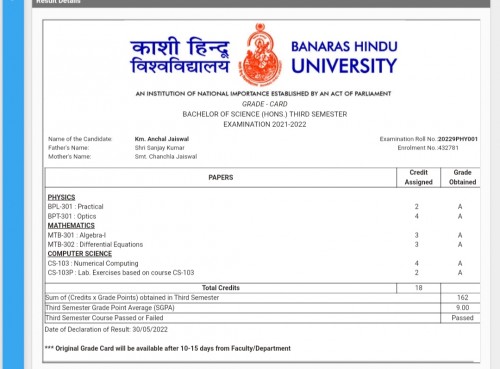 Result Details
काशी हिन्दू
विश्वविद्यालय
BANARAS HINDU
UNIVERSITY
AN INSTITUTION OF NATIONAL IMPORTANCE ESTABLISHED BY AN ACT OF PARLIAMENT
GRADE - CARD
BACHELOR OF SCIENCE (HONS.) THIRD SEMESTER
EXAMINATION 2021-2022
Name of the Candidate: Km. Anchal Jaiswal Examination Roll No :20229PHY001
Father's Name: Shri Sanjay Kumar Enrolment No. :432781
Mother's Name: Smt. Chanchla Jaiswal
PAPERS Credit Assigned Grade Obtained
PHYSICS
BPL-301 : Practical 2 A
BPT-301 : Optics 4 A
MATHEMATICS
MTB-301 : Algebra-I 3 A
MTB-302 : Differential Equations 3 A
COMPUTER SCIENCE
CS-103 : Numerical Computing 4 A
CS-103P : Lab. Exercises based on course CS-103 2 A
Total Credits 18
Sum of (Credits x Grade Points) obtained in Third Semester 162
Third Semester Grade Point Average (SGPA) 9.00
Third Semester Course Passed or Failed Passed
Date of Declaration of Result: 30/05/2022
*** Original Grade Card will be available after 10-15 days from Faculty/Department